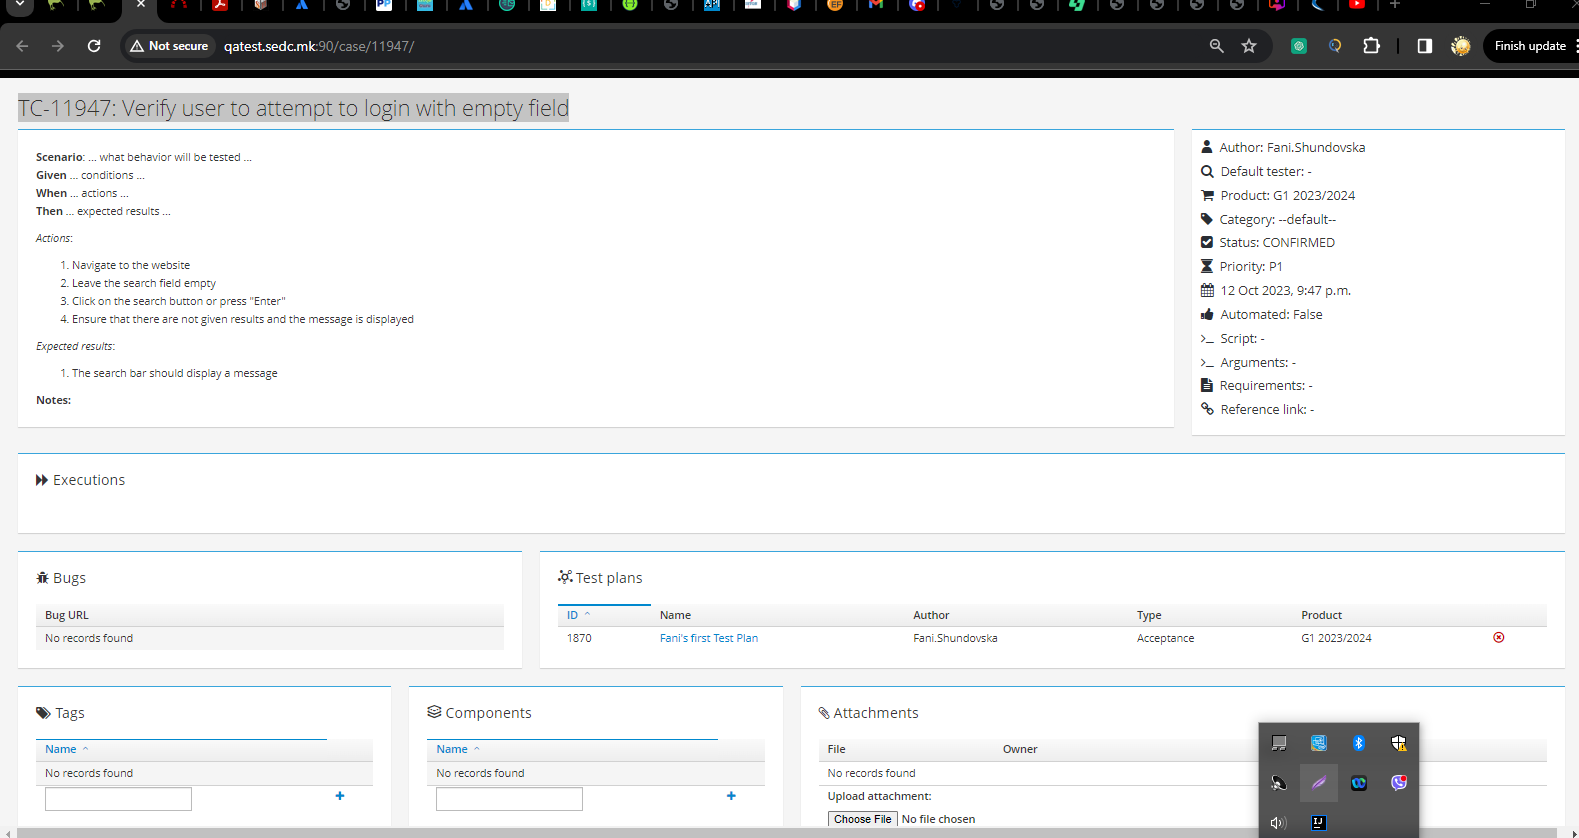 Not secure
qatest.sedc.mk:90/case/11947/
Finish update
TC-11947: Verify user to attempt to login with empty field
Scenario: ... what behavior will be tested ...
Given ... conditions ...
When ... actions ...
Then ... expected results ...
Actions:
1. Navigate to the website
2. Leave the search field empty
3. Click on the search button or press "Enter"
4. Ensure that there are not given results and the message is displayed
Expected results:
1. The search bar should display a message
Notes:
Author: Fani.Shundovska
Default tester: -
Product: G1 2023/2024
Category: --default--
Status: CONFIRMED
Priority: P1
12 Oct 2023, 9:47 p.m.
Automated: False
Script: -
Arguments: -
Requirements: -
Reference link: -
Executions
Bugs
Bug URL
No records found
Test plans
ID Name Author Type Product
1870 Fani's first Test Plan Fani.Shundovska Acceptance G1 2023/2024
Tags
Name
No records found
Components
Name
No records found
Attachments
File Owner
No records found
Upload attachment:
Choose File No file chosen